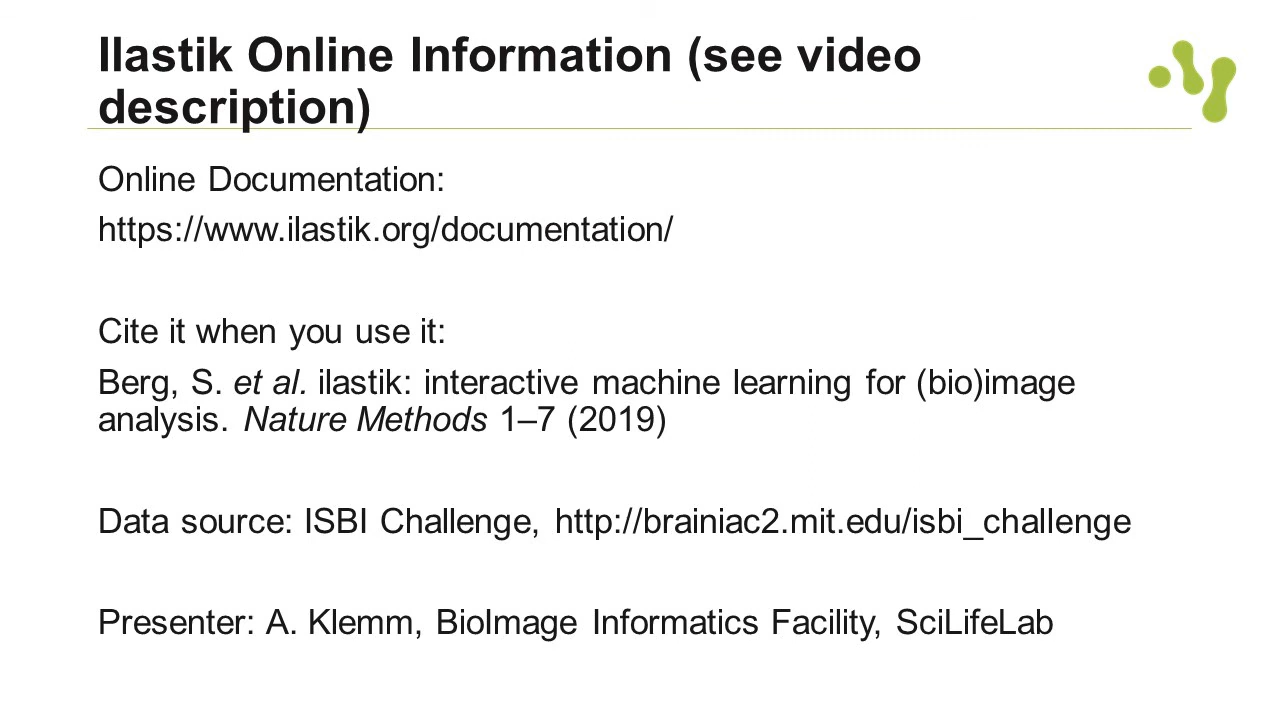 Ilastik Online Information (see video
description)
Online Documentation:
https://www.ilastik.org/documentation/
Cite it when you use it:
Berg, S. et al. ilastik: interactive machine learning for (bio)image
analysis. Nature Methods 1–7 (2019)
Data source: ISBI Challenge, http://brainiac2.mit.edu/isbi_challenge
Presenter: A. Klemm, BioImage Informatics Facility, SciLifeLab